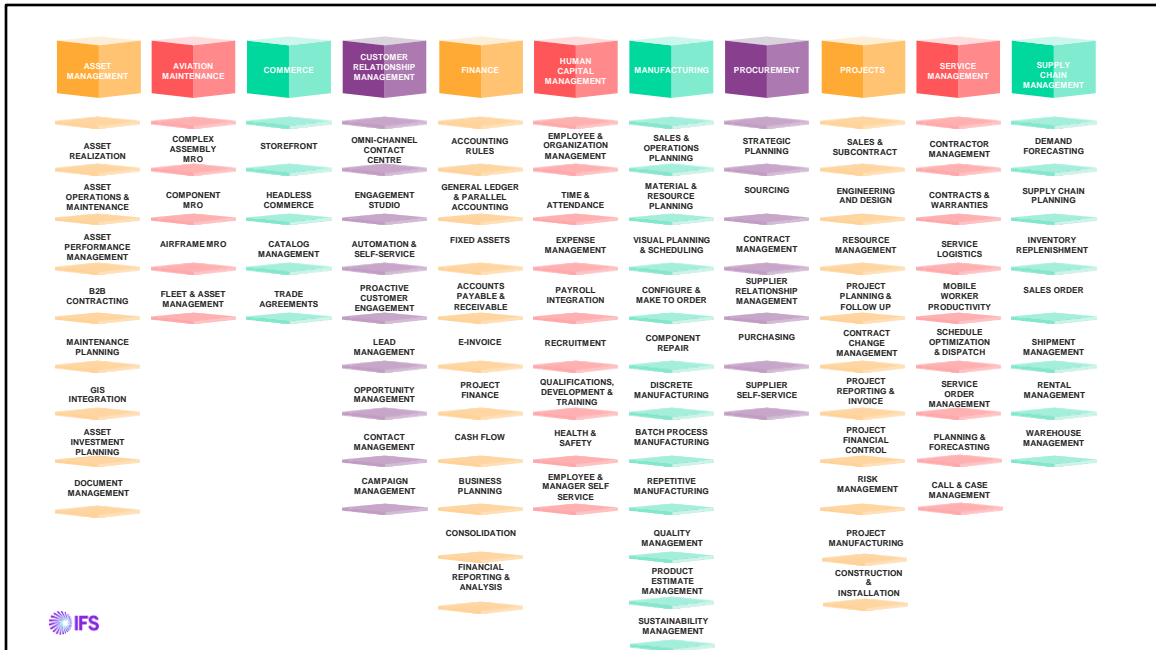 ASSET
MANAGEMENT
AVIATION
MAINTENANCE
COMMERCE
CUSTOMER
RELATIONSHIP
MANAGEMENT
FINANCE
HUMAN
CAPITAL
MANAGEMENT
MANUFACTURING
PROCUREMENT
PROJECTS
SERVICE
MANAGEMENT
SUPPLY
CHAIN
MANAGEMENT
ASSET
REALIZATION
ASSET
OPERATIONS &
MAINTENANCE
ASSET
PERFORMANCE
MANAGEMENT
B2B
CONTRACTING
MAINTENANCE
PLANNING
GIS
INTEGRATION
ASSET
INVESTMENT
PLANNING
DOCUMENT
MANAGEMENT
COMPLEX
ASSEMBLY
MRO
COMPONENT
MRO
AIRFRAME MRO
FLEET & ASSET
MANAGEMENT
STOREFRONT
HEADLESS
COMMERCE
CATALOG
MANAGEMENT
TRADE
AGREEMENTS
OMNI-CHANNEL
CONTACT
CENTRE
ENGAGEMENT
STUDIO
AUTOMATION &
SELF-SERVICE
PROACTIVE
CUSTOMER
ENGAGEMENT
LEAD
MANAGEMENT
OPPORTUNITY
MANAGEMENT
CONTACT
MANAGEMENT
CAMPAIGN
MANAGEMENT
ACCOUNTING
RULES
GENERAL LEDGER
& PARALLEL
ACCOUNTING
FIXED ASSETS
ACCOUNTS
PAYABLE &
RECEIVABLE
E-INVOICE
PROJECT
FINANCE
CASH FLOW
BUSINESS
PLANNING
CONSOLIDATION
FINANCIAL
REPORTING &
ANALYSIS
EMPLOYEE &
ORGANIZATION
MANAGEMENT
TIME &
ATTENDANCE
EXPENSE
MANAGEMENT
PAYROLL
INTEGRATION
RECRUITMENT
QUALIFICATIONS,
DEVELOPMENT &
TRAINING
HEALTH &
SAFETY
EMPLOYEE &
MANAGER SELF
SERVICE
SALES &
OPERATIONS
PLANNING
MATERIAL &
RESOURCE
PLANNING
VISUAL PLANNING
& SCHEDULING
CONFIGURE &
MAKE TO ORDER
COMPONENT
REPAIR
DISCRETE
MANUFACTURING
BATCH PROCESS
MANUFACTURING
REPETITIVE
MANUFACTURING
QUALITY
MANAGEMENT
PRODUCT
ESTIMATE
MANAGEMENT
SUSTAINABILITY
MANAGEMENT
STRATEGIC
PLANNING
SOURCING
CONTRACT
MANAGEMENT
SUPPLIER
RELATIONSHIP
MANAGEMENT
PURCHASING
SUPPLIER
SELF-SERVICE
SALES &
SUBCONTRACT
ENGINEERING
AND DESIGN
RESOURCE
MANAGEMENT
PROJECT
PLANNING &
FOLLOW UP
CONTRACT
CHANGE
MANAGEMENT
PROJECT
REPORTING &
INVOICE
PROJECT
FINANCIAL
CONTROL
RISK
MANAGEMENT
PROJECT
MANUFACTURING
CONSTRUCTION
&
INSTALLATION
CONTRACTOR
MANAGEMENT
CONTRACTS &
WARRANTIES
SERVICE
LOGISTICS
MOBILE
WORKER
PRODUCTIVITY
SCHEDULE
OPTIMIZATION
& DISPATCH
SERVICE
ORDER
MANAGEMENT
PLANNING &
FORECASTING
CALL & CASE
MANAGEMENT
DEMAND
FORECASTING
SUPPLY CHAIN
PLANNING
INVENTORY
REPLENISHMENT
SALES ORDER
SHIPMENT
MANAGEMENT
RENTAL
MANAGEMENT
WAREHOUSE
MANAGEMENT
IFS